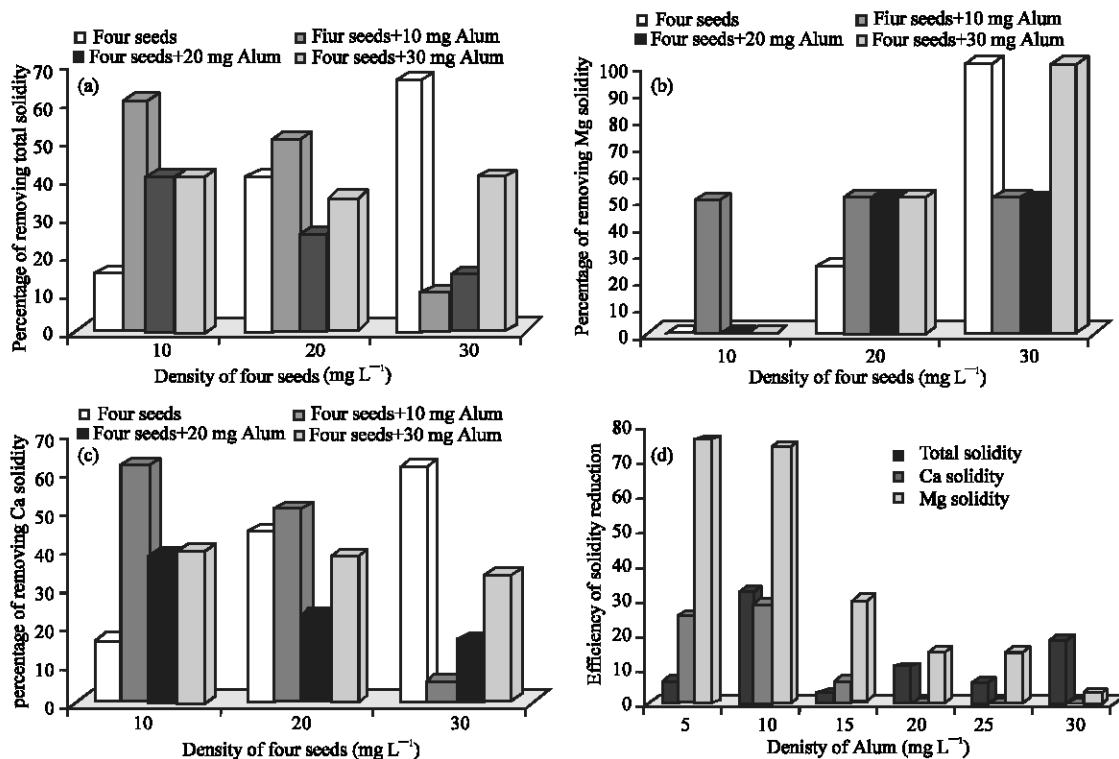 Four seeds
Fiur seeds+10 mg Alum
Four seeds+20 mg Alum
Four seeds+30 mg Alum
(a)
Percentage of removing total solidity
70
60
50
40
30
20
10
0
10 20 30
Density of four seeds (mg L⁻¹)
Four seeds
Fiur seeds+10 mg Alum
Four seeds+20 mg Alum
Four seeds+30 mg Alum
(b)
Percentage of removing Mg solidity
100
90
80
70
60
50
40
30
20
10
0
10 20 30
Density of four seeds (mg L⁻¹)
Four seeds
Four seeds+10 mg Alum
Four seeds+20 mg Alum
Four seeds+30 mg Alum
(c)
percentage of removing Ca solidity
70
60
50
40
30
20
10
0
10 20 30
Density of four seeds (mg L⁻¹)
(d)
Total solidity
Ca solidity
Mg solidity
Efficiency of solidity reduction
80
70
60
50
40
30
20
10
0
5 10 15 20 25 30
Denisty of Alum (mg L⁻¹)